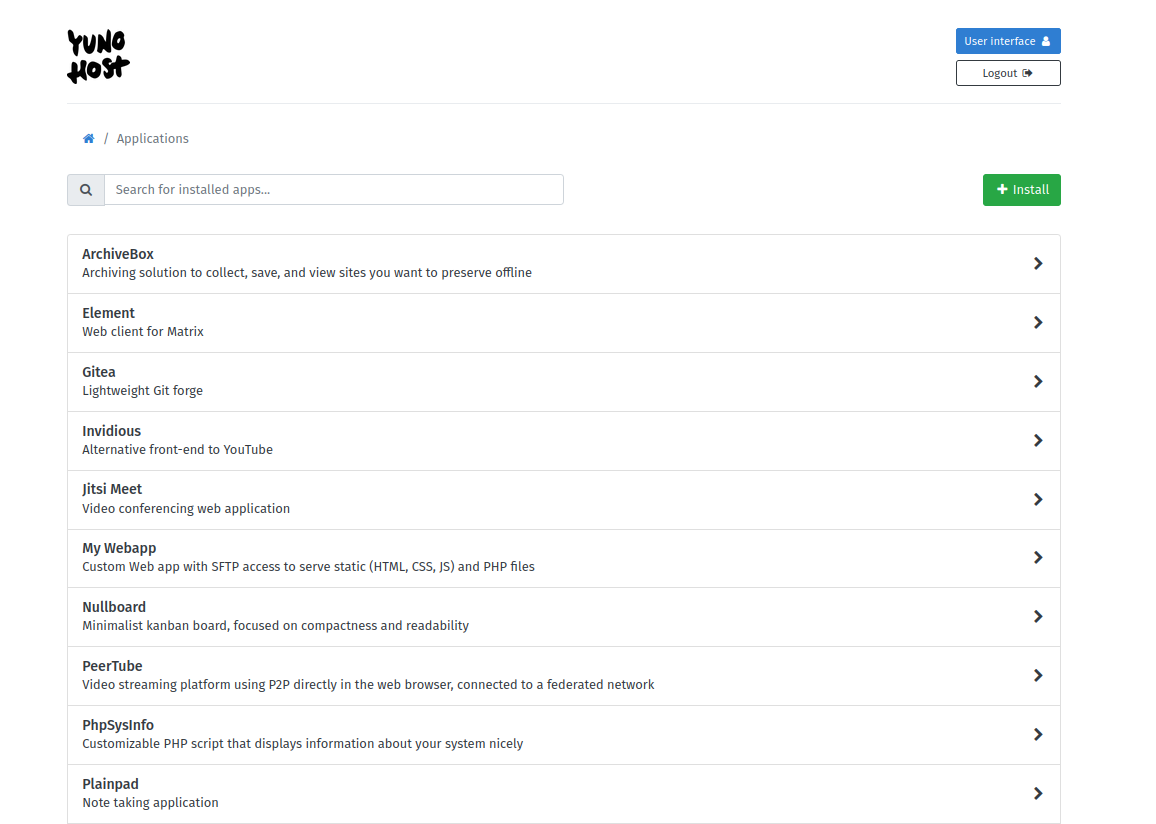 YUNO
HOST
User interface
Logout
/ Applications
Search for installed apps...
Install
ArchiveBox
Archiving solution to collect, save, and view sites you want to preserve offline
Element
Web client for Matrix
Gitea
Lightweight Git forge
Invidious
Alternative front-end to YouTube
Jitsi Meet
Video conferencing web application
My Webapp
Custom Web app with SFTP access to serve static (HTML, CSS, JS) and PHP files
Nullboard
Minimalist kanban board, focused on compactness and readability
PeerTube
Video streaming platform using P2P directly in the web browser, connected to a federated network
PhpSysInfo
Customizable PHP script that displays information about your system nicely
Plainpad
Note taking application